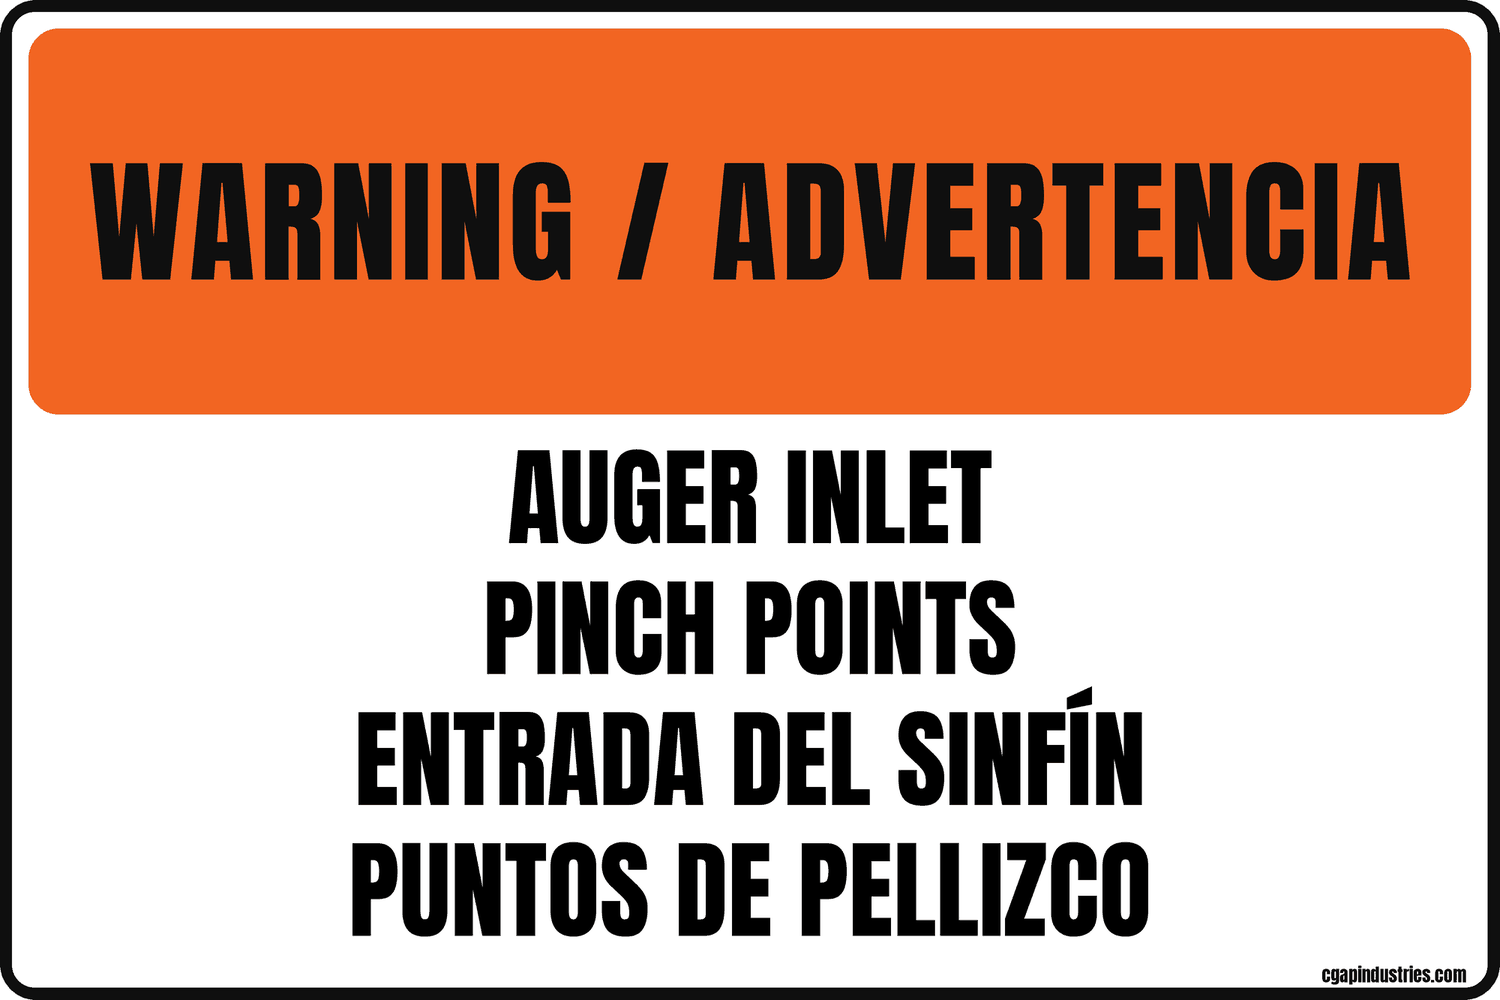 WARNING / ADVERTENCIA
AUGER INLET
PINCH POINTS
ENTRADA DEL SINFÍN
PUNTOS DE PELLIZCO
cgapindustries.com